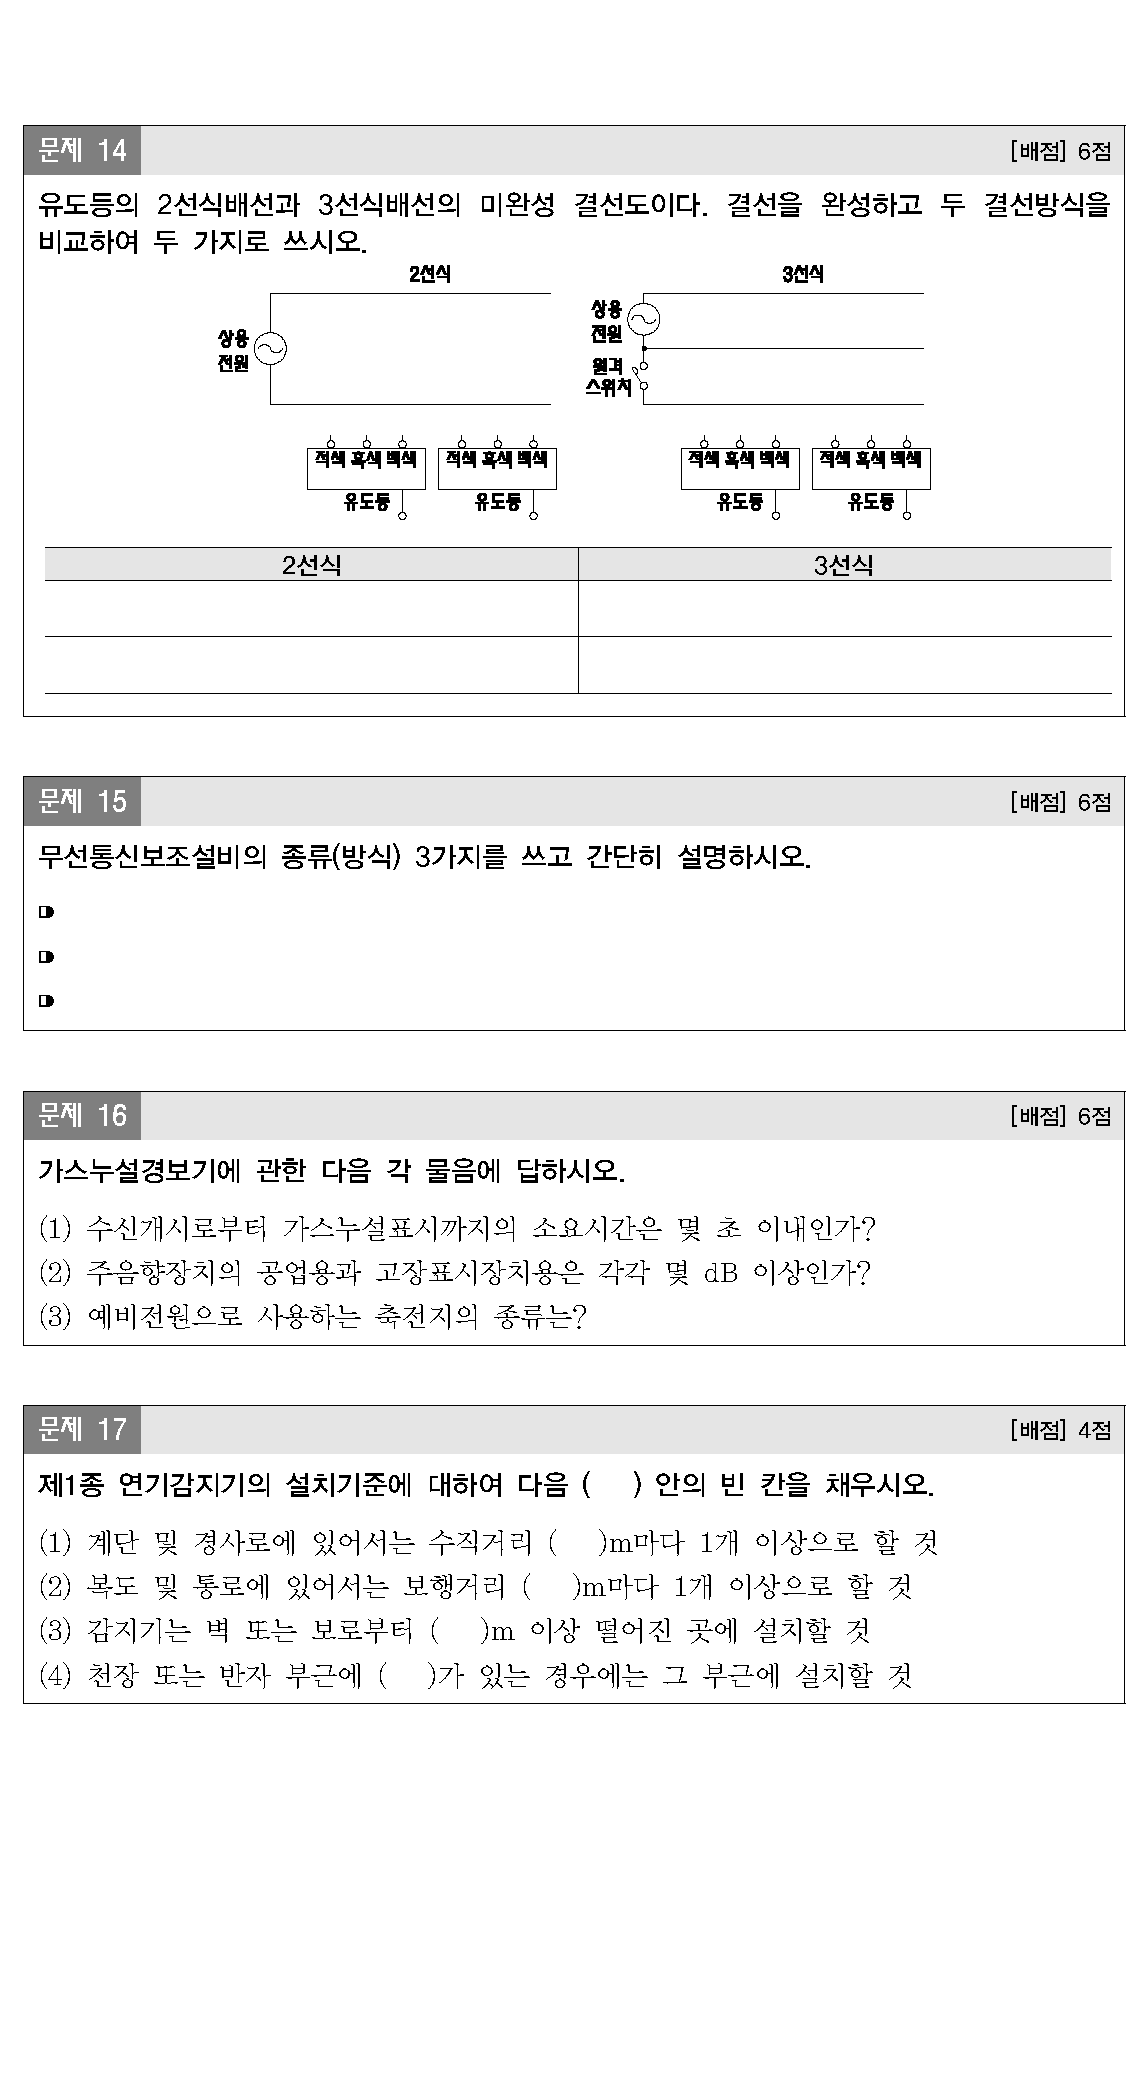 문제 14 [배점] 6점
유도등의 2선식배선과 3선식배선의 미완성 결선도이다. 결선을 완성하고 두 결선방식을
비교하여 두 가지로 쓰시오.
2선식 3선식
상용
전원
상용
전원
원격
스위치
적색 흑색 백색 적색 흑색 백색 적색 흑색 백색 적색 흑색 백색
유도등 유도등 유도등 유도등
2선식 3선식
문제 15 [배점] 6점
무선통신보조설비의 종류(방식) 3가지를 쓰고 간단히 설명하시오.
문제 16 [배점] 6점
가스누설경보기에 관한 다음 각 물음에 답하시오.
(1) 수신개시로부터 가스누설표시까지의 소요시간은 몇 초 이내인가?
(2) 주음향장치의 공업용과 고장표시장치용은 각각 몇 dB 이상인가?
(3) 예비전원으로 사용하는 축전지의 종류는?
문제 17 [배점] 4점
제1종 연기감지기의 설치기준에 대하여 다음 ( ) 안의 빈 칸을 채우시오.
(1) 계단 및 경사로에 있어서는 수직거리 ( )m마다 1개 이상으로 할 것
(2) 복도 및 통로에 있어서는 보행거리 ( )m마다 1개 이상으로 할 것
(3) 감지기는 벽 또는 보로부터 ( )m 이상 떨어진 곳에 설치할 것
(4) 천장 또는 반자 부근에 ( )가 있는 경우에는 그 부근에 설치할 것